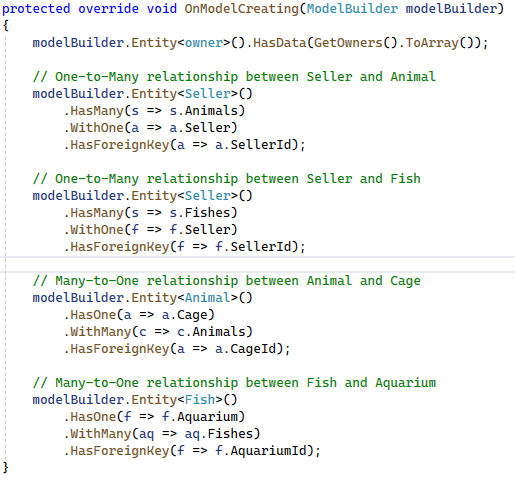 protected override void OnModelCreating(ModelBuilder modelBuilder)
{
    modelBuilder.Entity<owner>().HasData(GetOwners().ToArray());

    // One-to-Many relationship between Seller and Animal
    modelBuilder.Entity<Seller>()
        .HasMany(s => s.Animals)
        .WithOne(a => a.Seller)
        .HasForeignKey(a => a.SellerId);

    // One-to-Many relationship between Seller and Fish
    modelBuilder.Entity<Seller>()
        .HasMany(s => s.Fishes)
        .WithOne(f => f.Seller)
        .HasForeignKey(f => f.SellerId);

    // Many-to-One relationship between Animal and Cage
    modelBuilder.Entity<Animal>()
        .HasOne(a => a.Cage)
        .WithMany(c => c.Animals)
        .HasForeignKey(a => a.CageId);

    // Many-to-One relationship between Fish and Aquarium
    modelBuilder.Entity<Fish>()
        .HasOne(f => f.Aquarium)
        .WithMany(aq => aq.Fishes)
        .HasForeignKey(f => f.AquariumId);
}